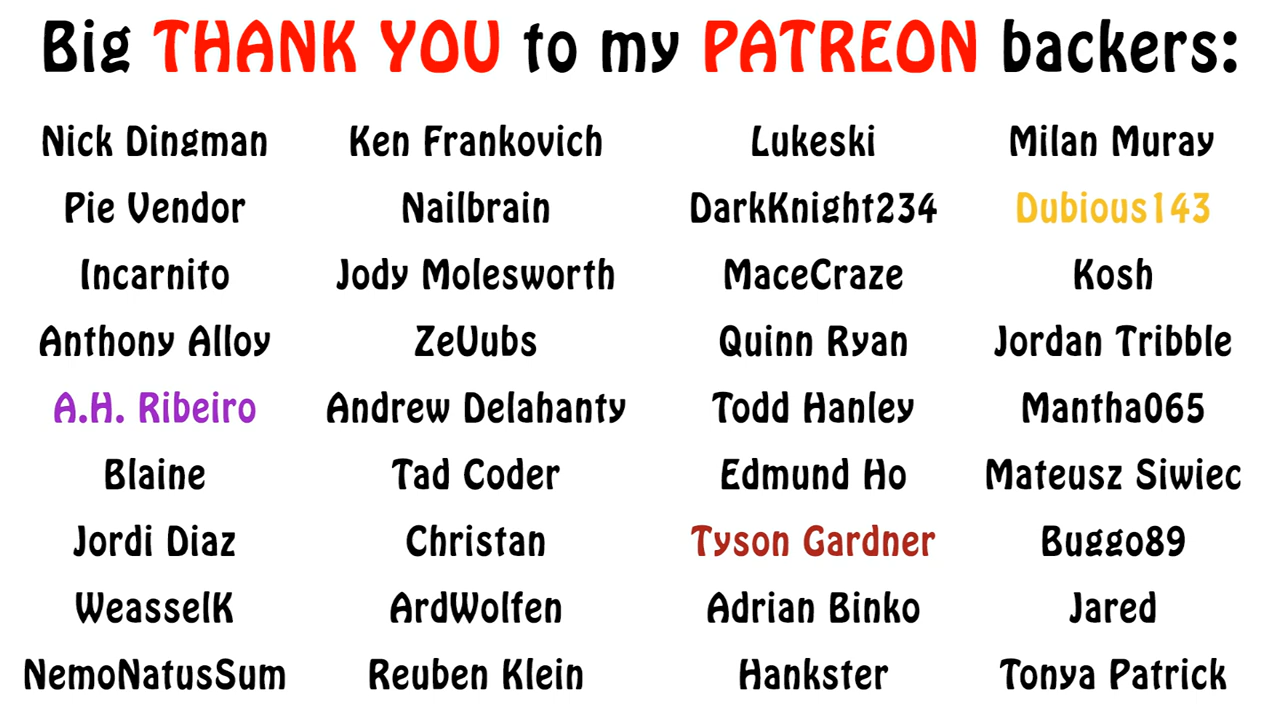 Big THANK YOU to my PATREON backers:
Nick Dingman Ken Frankovich Lukeski Milan Muray
Pie Vendor Nailbrain DarkKnight234 Dubious143
Incarnito Jody Molesworth MaceCraze Kosh
Anthony Alloy ZeVubs Quinn Ryan Jordan Tribble
A.H. Ribeiro Andrew Delahanty Todd Hanley Mantha065
Blaine Tad Coder Edmund Ho Mateusz Siwiec
Jordi Diaz Christan Tyson Gardner Buggo89
WeasselK ArdWolfen Adrian Binko Jared
NemoNatusSum Reuben Klein Hankster Tonya Patrick